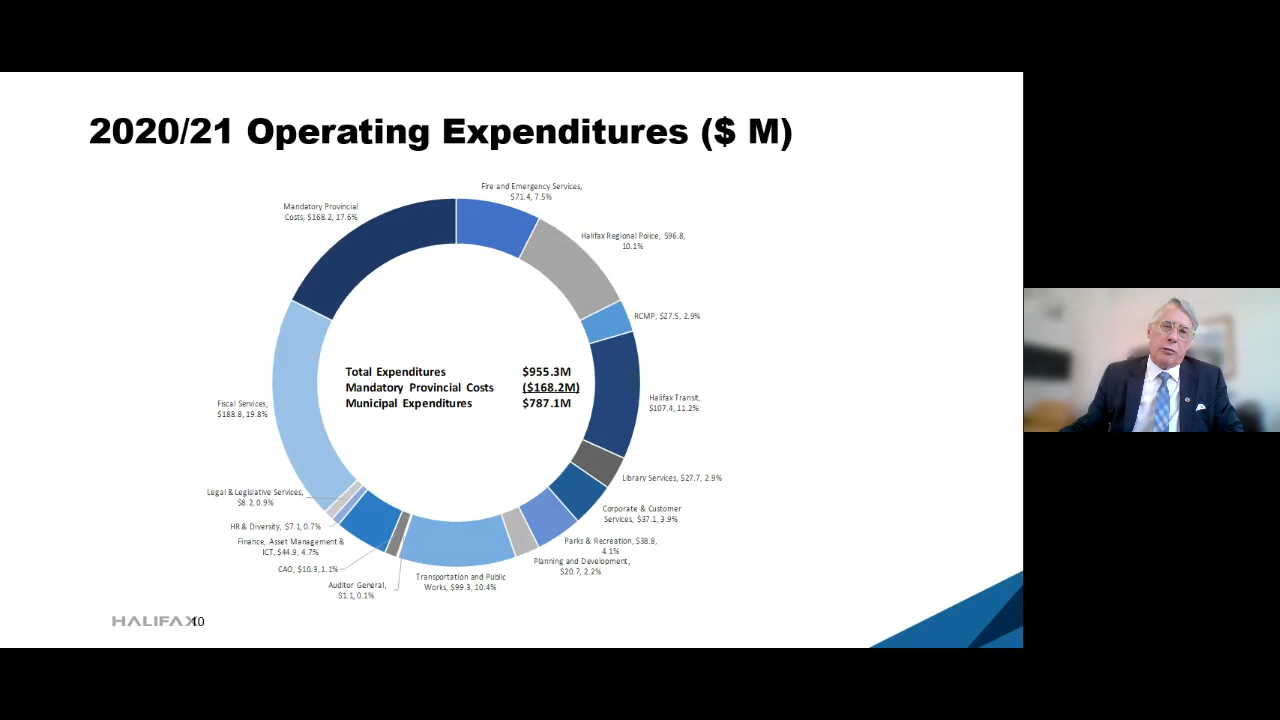 2020/21 Operating Expenditures ($ M)
Fire and Emergency Services,
$71.4, 7.5%
Mandatory Provincial
Costs, $168.2, 17.6%
Halifax Regional Police, $96.8,
10.1%
RCMP, $27.5, 2.9%
Total Expenditures $955.3M
Mandatory Provincial Costs ($168.2M)
Municipal Expenditures $787.1M
Halifax Transit,
$107.4, 11.2%
Fiscal Services,
$188.8, 19.8%
Library Services, $27.7, 2.9%
Legal & Legislative Services,
$8.2, 0.9%
Corporate & Customer
Services, $37.1, 3.9%
HR & Diversity, $7.1, 0.7%
Finance, Asset Management &
ICT, $44.9, 4.7%
Parks & Recreation, $38.8,
4.1%
Planning and Development,
$20.7, 2.2%
CAO, $10.3, 1.1%
Auditor General,
$1.1, 0.1%
Transportation and Public
Works, $99.3, 10.4%
HALIFAX 10